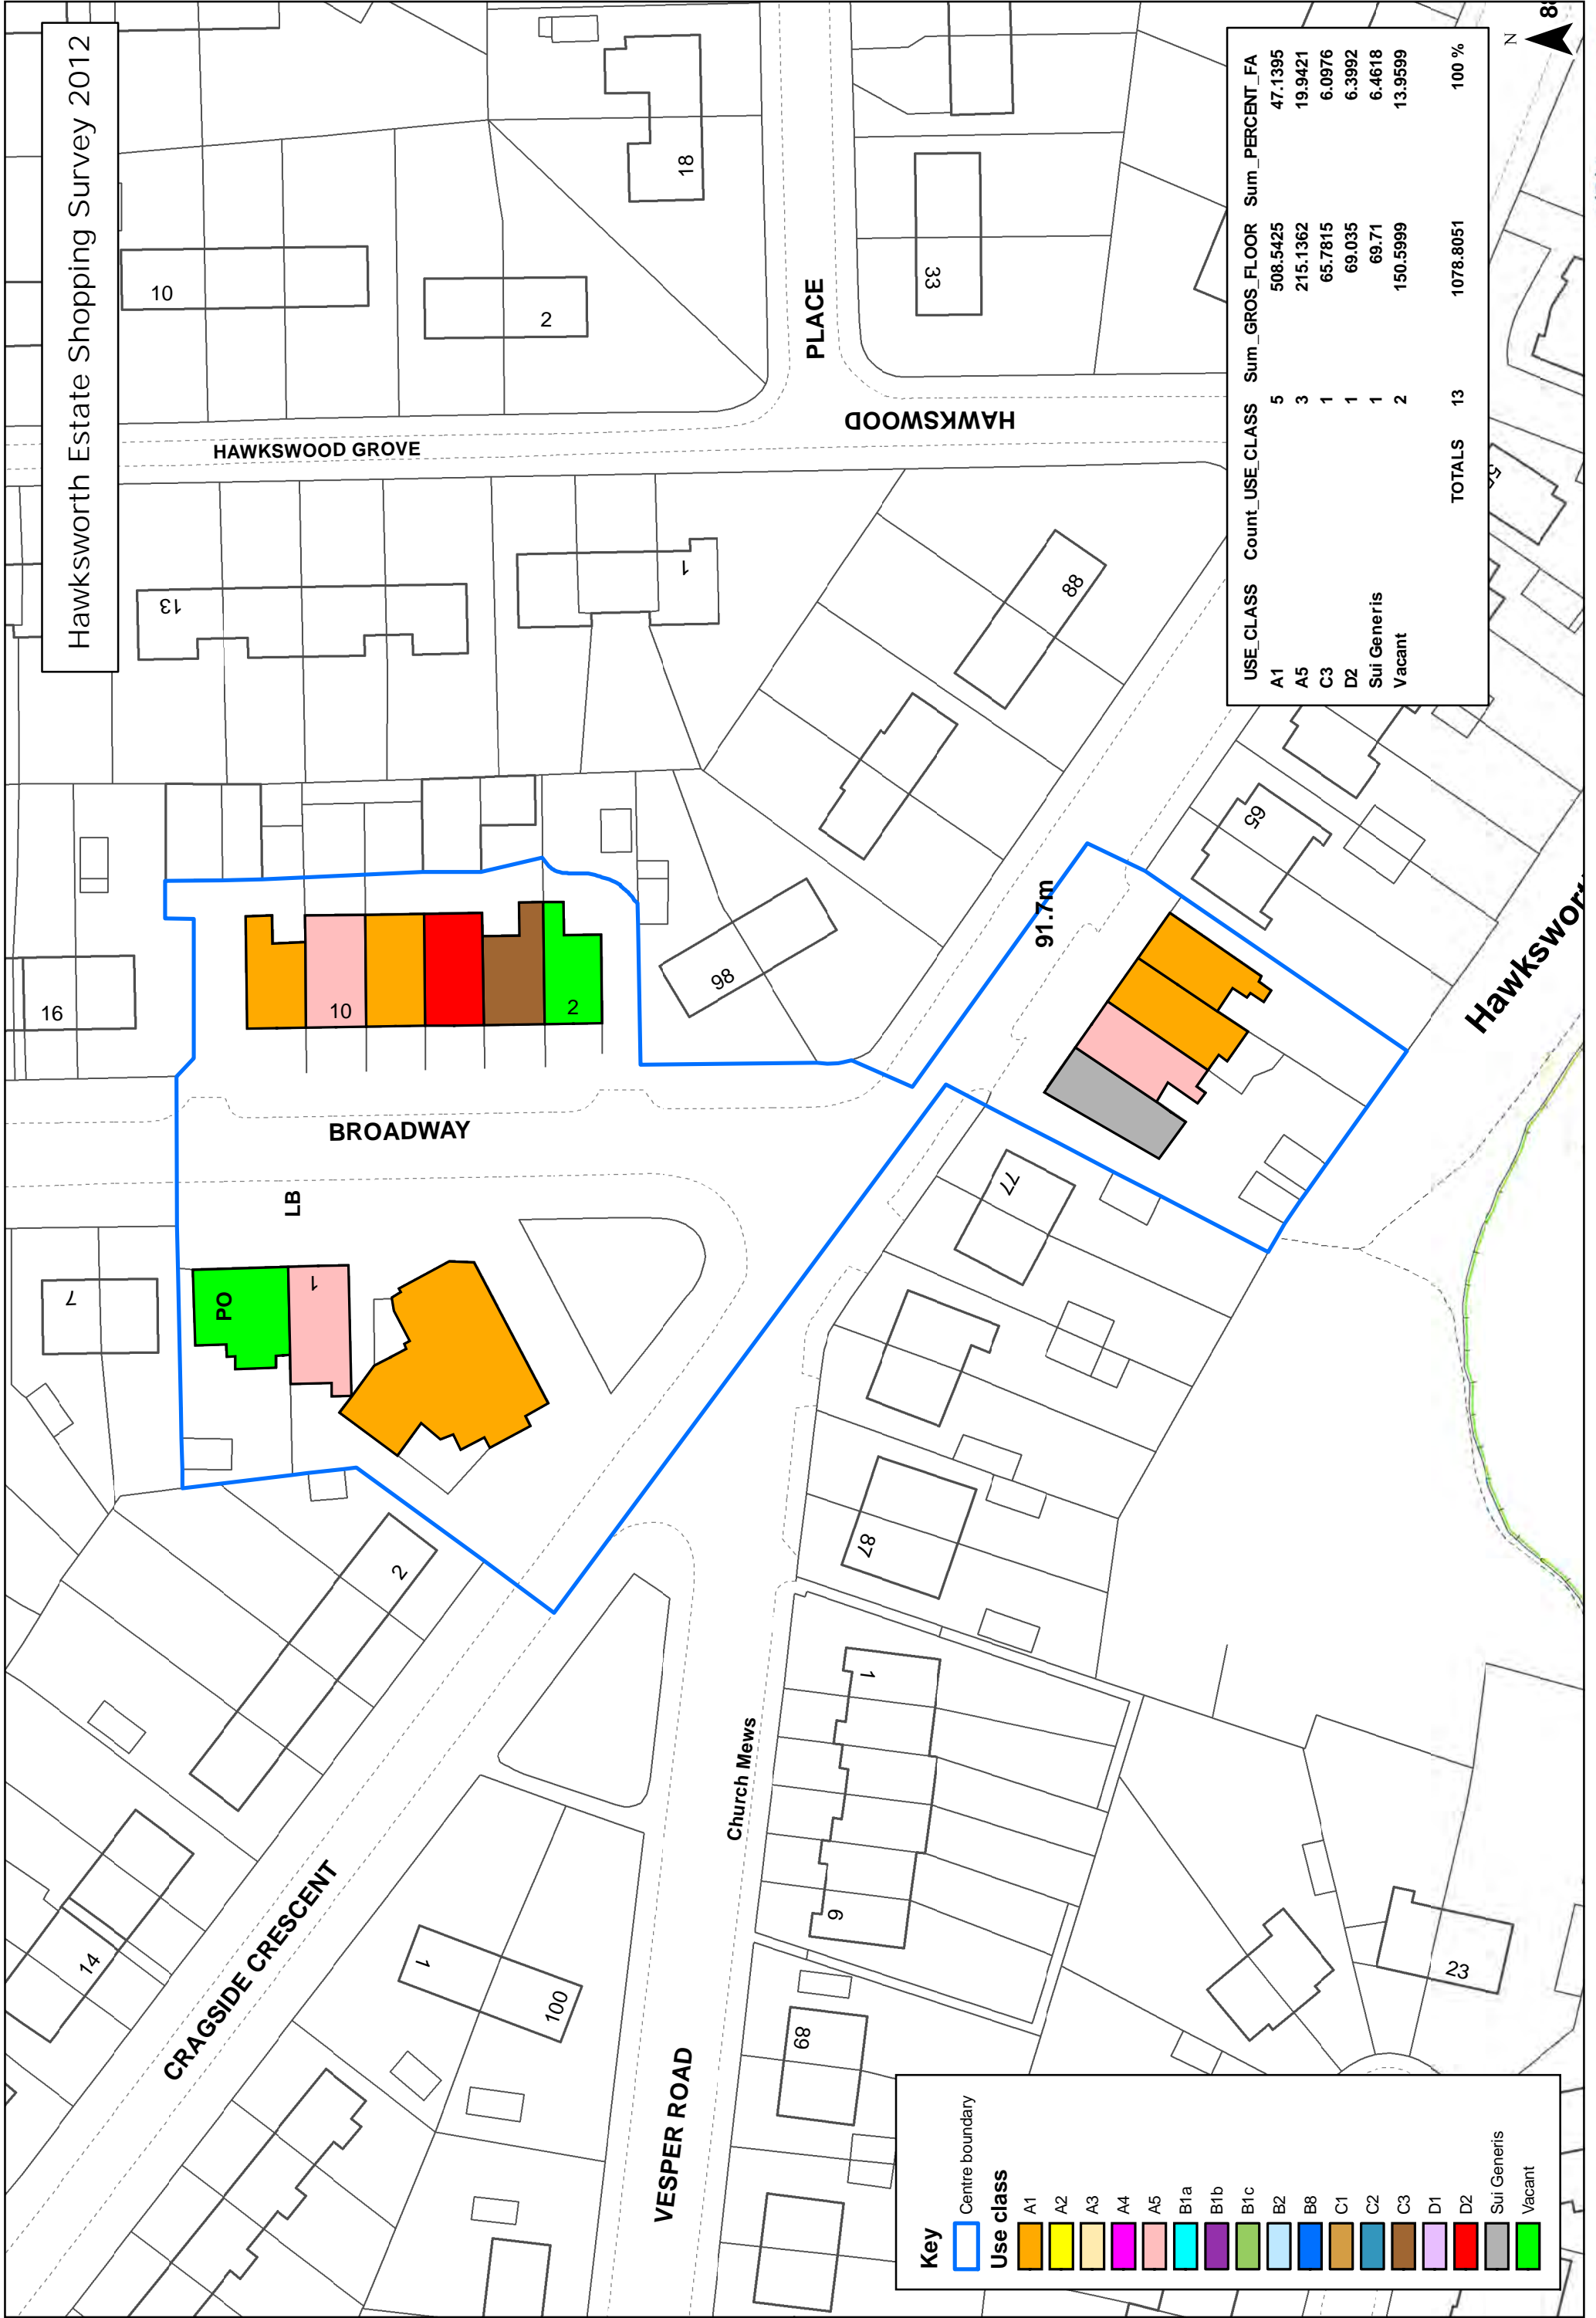 Hawksworth Estate Shopping Survey 2012
10
2
18
33
PLACE
HAWKSWOOD
HAWKSWOOD GROVE
13
1
88
16
10
2
98
91.7m
65
BROADWAY
LB
7
PO
1
77
87
2
14
CRAGSIDE CRESCENT
1
100
VESPER ROAD
Church Mews
1
6
89
23
N
USE_CLASS Count_USE_CLASS Sum_GROS_FLOOR Sum_PERCENT_FA
A1 5 508.5425 47.1395
A5 3 215.1362 19.9421
C3 1 65.7815 6.0976
D2 1 69.035 6.3992
Sui Generis 1 69.71 6.4618
Vacant 2 150.5999 13.9599
TOTALS 13 1078.8051 100 %
Key
Centre boundary
Use class
A1
A2
A3
A4
A5
B1a
B1b
B1c
B2
B8
C1
C2
C3
D1
D2
Sui Generis
Vacant